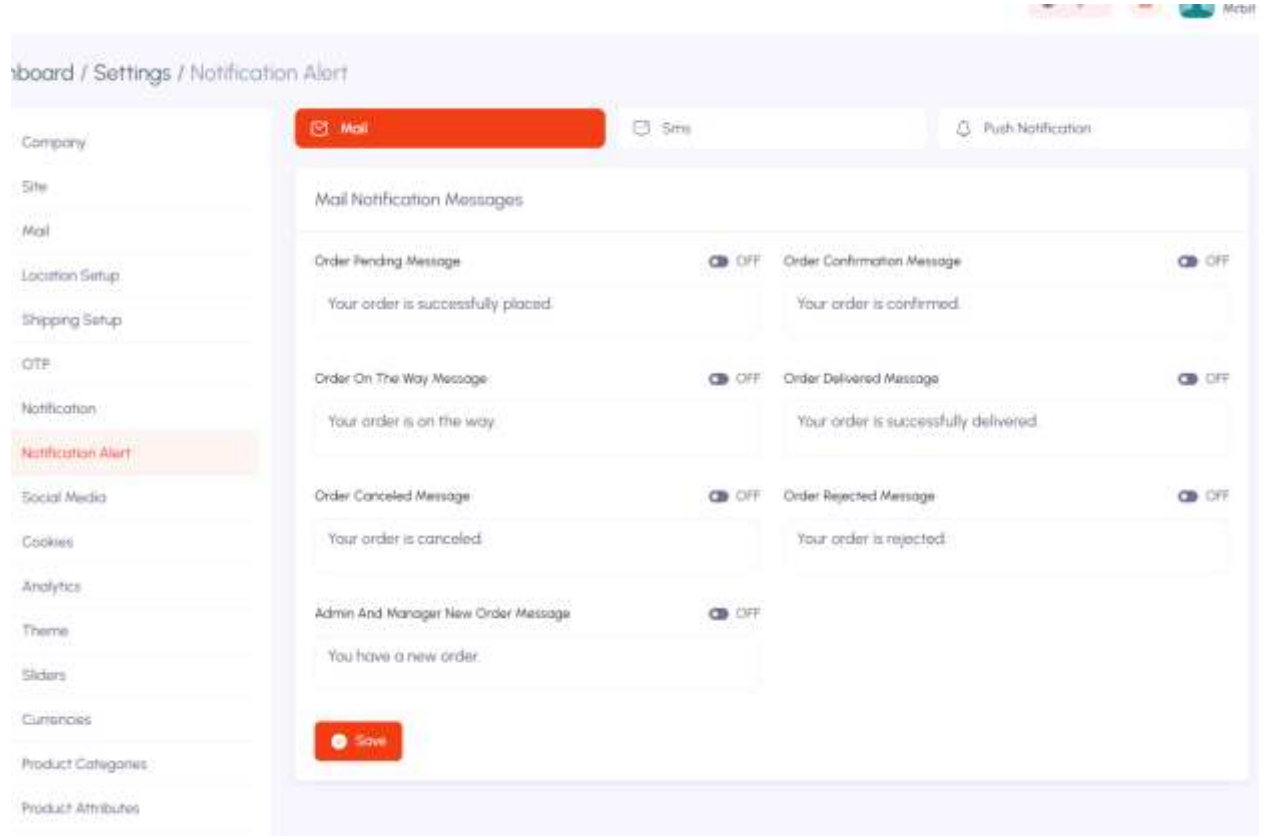 Mcbit
board / Settings / Notification Alert
Company
Site
Mail
Location Setup
Shipping Setup
OTP
Notification
Notification Alert
Social Media
Cookies
Analytics
Theme
Sliders
Currencies
Product Categories
Product Attributes
Mail
Sms
Push Notification
Mail Notification Messages
Order Pending Message OFF
Your order is successfully placed.
Order Confirmation Message OFF
Your order is confirmed.
Order On The Way Message OFF
Your order is on the way.
Order Delivered Message OFF
Your order is successfully delivered.
Order Canceled Message OFF
Your order is canceled.
Order Rejected Message OFF
Your order is rejected.
Admin And Manager New Order Message OFF
You have a new order.
Save